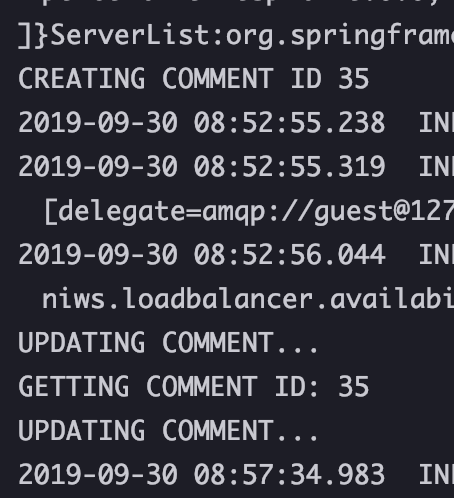 ]}ServerList:org.springframe
CREATING COMMENT ID 35
2019-09-30 08:52:55.238 IN
2019-09-30 08:52:55.319 IN
[delegate=amqp://guest@127
2019-09-30 08:52:56.044 IN
niws.loadbalancer.availabi
UPDATING COMMENT...
GETTING COMMENT ID: 35
UPDATING COMMENT...
2019-09-30 08:57:34.983 IN